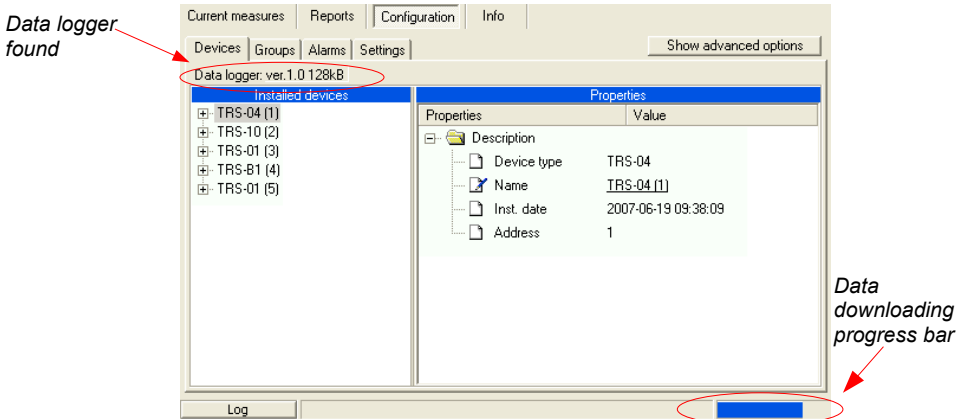 Data logger
found
Current measures Reports Configuration Info
Devices Groups Alarms Settings Show advanced options
Data logger: ver.1.0 128kB
Installed devices
TRS-04 (1)
TRS-10 (2)
TRS-01 (3)
TRS-B1 (4)
TRS-01 (5)
Properties
Properties Value
Description
Device type TRS-04
Name TRS-04 (1)
Inst. date 2007-06-19 09:38:09
Address 1
Data
downloading
progress bar
Log